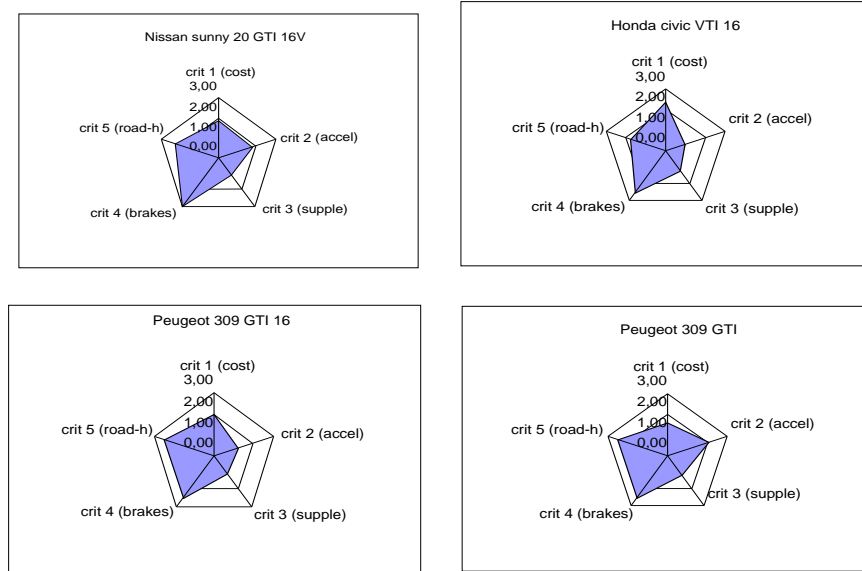 Nissan sunny 20 GTI 16V
crit 1 (cost)
3,00
2,00
1,00
0,00
crit 2 (accel)
crit 3 (supple)
crit 4 (brakes)
crit 5 (road-h)
Honda civic VTI 16
crit 1 (cost)
3,00
2,00
1,00
0,00
crit 2 (accel)
crit 3 (supple)
crit 4 (brakes)
crit 5 (road-h)
Peugeot 309 GTI 16
crit 1 (cost)
3,00
2,00
1,00
0,00
crit 2 (accel)
crit 3 (supple)
crit 4 (brakes)
crit 5 (road-h)
Peugeot 309 GTI
crit 1 (cost)
3,00
2,00
1,00
0,00
crit 2 (accel)
crit 3 (supple)
crit 4 (brakes)
crit 5 (road-h)